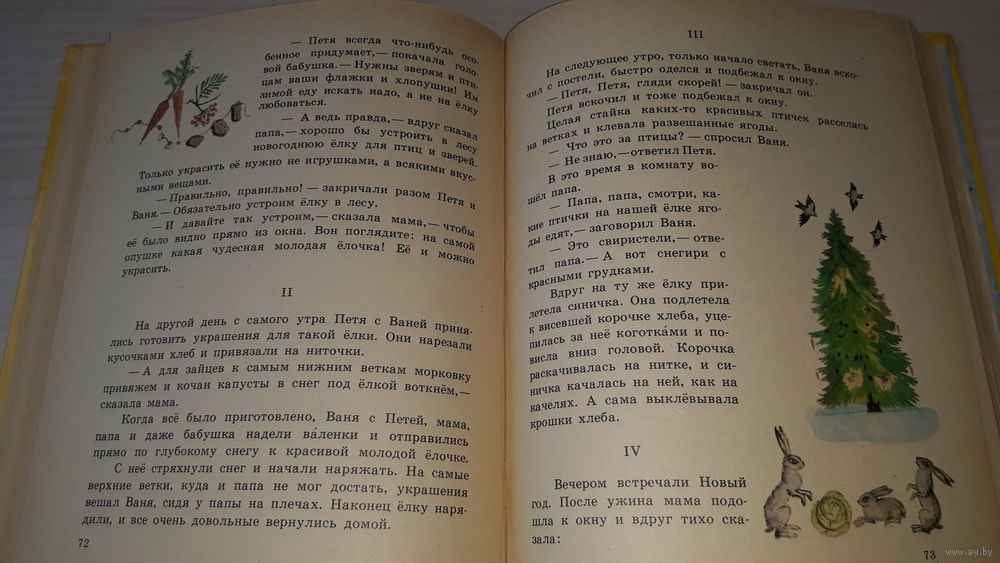 — Петя всегда что-нибудь осо-
бенное придумает,— покачала голо-
вой бабушка.— Нужны зверям и пти-
цам ваши флажки и хлопушки! Им
зимой еду искать надо, а не на ёлку
любоваться.
— А ведь правда,— вдруг сказал
папа,— хорошо бы устроить в лесу
новогоднюю ёлку для птиц и зверей.
Только украсить её нужно не игрушками, а всякими вкус-
ными вещами.
— Правильно, правильно! — закричали разом Петя и
Ваня.— Обязательно устроим ёлку в лесу.
— И давайте так устроим,— сказала мама,— чтобы
её было видно прямо из окна. Вон поглядите: на самой
опушке какая чудесная молодая ёлочка! Её и можно
украсить.
II
На другой день с самого утра Петя с Ваней приня-
лись готовить украшения для такой ёлки. Они нарезали
кусочками хлеб и привязали на ниточки.
— А для зайцев к самым нижним веткам морковку
привяжем и кочан капусты в снег под ёлкой воткнём,—
сказала мама.
Когда всё было приготовлено, Ваня с Петей, мама,
папа и даже бабушка надели ва́ленки и отправились
прямо по глубокому снегу к красивой молодой ёлочке.
С неё стряхнули снег и начали наряжать. На самые
верхние ветки, куда и папа не мог достать, украшения
вешал Ваня, сидя у папы на плечах. Наконец ёлку наря-
дили, и все очень довольные вернулись домой.
72
III
На следующее утро, только начало светать, Ваня вско-
чил с постели, быстро оделся и подбежал к окну.
— Петя, Петя, гляди скорей! — закричал он.
Петя вскочил и тоже подбежал к окну.
Целая стайка каких-то красивых птичек расселась
на ветках и клевала развешанные ягоды.
— Что это за птицы? — спросил Ваня.
— Не знаю,— ответил Петя.
В это время в комнату во-
шёл папа.
— Папа, папа, смотри, ка-
кие птички на нашей ёлке яго-
ды едят,— заговорил Ваня.
— Это свиристели,— отве-
тил папа.— А вот снегири с
красными грудками.
Вдруг на ту же ёлку при-
летела синичка. Она подлетела
к висевшей корочке хлеба, уце-
пилась за неё коготка́ми и по-
висла вниз головой. Корочка
раскачивалась на нитке, и си-
ничка качалась на ней, как на
качелях. А сама выклёвывала
крошки хлеба.
IV
Вечером встречали Новый
год. После ужина мама подо-
шла к окну и вдруг тихо ска-
зала:
73
www.ay.by